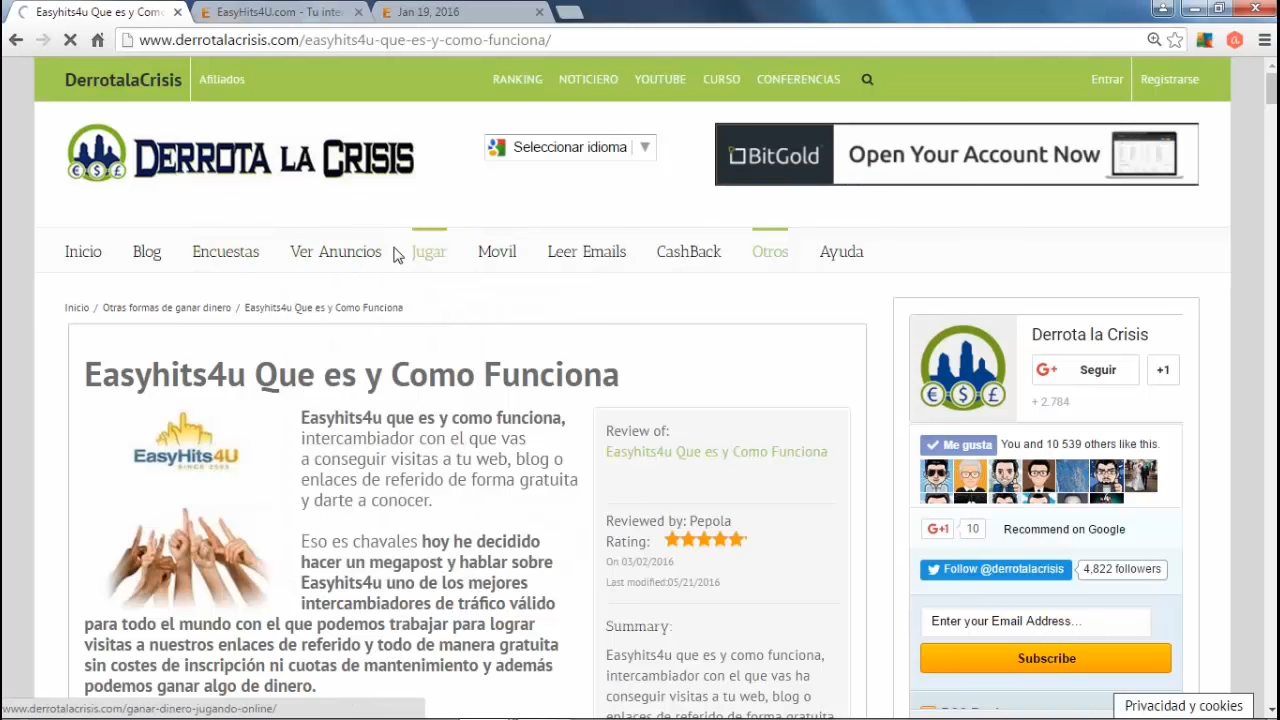 Easyhits4u Que es y Com
EasyHits4U.com - Tu inte
Jan 19, 2016
www.derrotalacrisis.com/easyhits4u-que-es-y-como-funciona/
DerrotalaCrisis
Afiliados
RANKING NOTICIERO YOUTUBE CURSO CONFERENCIAS
Entrar
Registrarse
DERROTA LA CRISIS
Seleccionar idioma
BitGold Open Your Account Now
Inicio Blog Encuestas Ver Anuncios Jugar Movil Leer Emails CashBack Otros Ayuda
Inicio / Otras formas de ganar dinero / Easyhits4u Que es y Como Funciona
Easyhits4u Que es y Como Funciona
EASYHITS4U
SINCE 2003
Easyhits4u que es y como funciona,
intercambiador con el que vas
a conseguir visitas a tu web, blog o
enlaces de referido de forma gratuita
y darte a conocer.
Eso es chavales hoy he decidido
hacer un megapost y hablar sobre
Easyhits4u uno de los mejores
intercambiadores de tráfico válido
para todo el mundo con el que podemos trabajar para lograr
visitas a nuestros enlaces de referido y todo de manera gratuita
sin costes de inscripción ni cuotas de mantenimiento y además
podemos ganar algo de dinero.
Review of:
Easyhits4u Que es y Como Funciona
Reviewed by: Pepola
Rating:
On 03/02/2016
Last modified:05/21/2016
Summary:
Easyhits4u que es y como funciona,
intercambiador con el que vas ha
conseguir visitas a tu web, blog o
enlaces de referido de forma gratuita
Derrota la Crisis
G+ Seguir
+1
+ 2.784
Me gusta
You and 10 539 others like this.
G+1 10 Recommend on Google
Follow @derrotalacrisis
4,822 followers
Enter your Email Address...
Subscribe
Privacidad y cookies
www.derrotalacrisis.com/ganar-dinero-jugando-online/